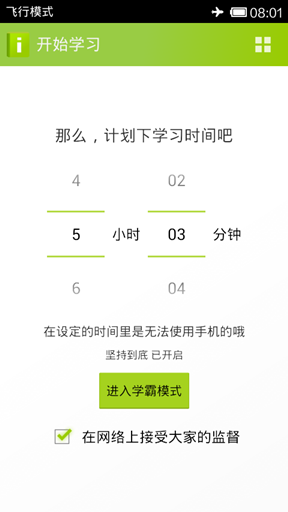 飞行模式 08:01
i 开始学习
那么，计划下学习时间吧
4 02
5 小时 03 分钟
6 04
在设定的时间里是无法使用手机的哦
坚持到底 已开启
进入学霸模式
在网络上接受大家的监督